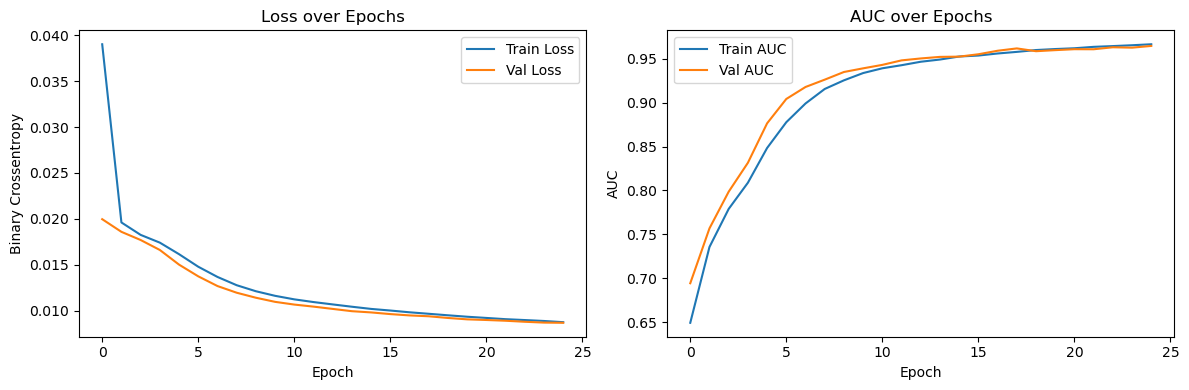 Loss over Epochs
0.040
0.035
0.030
0.025
0.020
0.015
0.010
Binary Crossentropy
Train Loss
Val Loss
0 5 10 15 20 25
Epoch
AUC over Epochs
0.95
0.90
0.85
0.80
0.75
0.70
0.65
AUC
Train AUC
Val AUC
0 5 10 15 20 25
Epoch